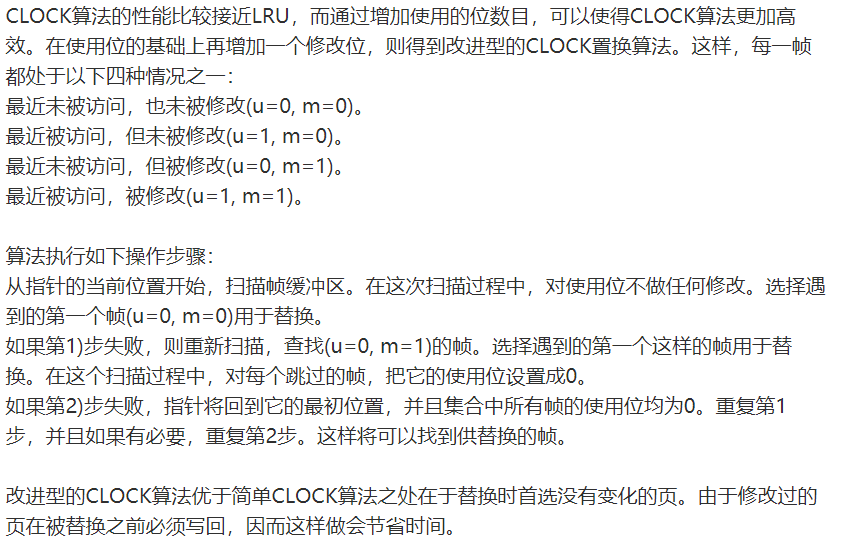 CLOCK算法的性能比较接近LRU，而通过增加使用的位数目，可以使得CLOCK算法更加高
效。在使用位的基础上再增加一个修改位，则得到改进型的CLOCK置换算法。这样，每一帧
都处于以下四种情况之一：
最近未被访问，也未被修改(u=0, m=0)。
最近被访问，但未被修改(u=1, m=0)。
最近未被访问，但被修改(u=0, m=1)。
最近被访问，被修改(u=1, m=1)。
算法执行如下操作步骤：
从指针的当前位置开始，扫描帧缓冲区。在这次扫描过程中，对使用位不做任何修改。选择遇
到的第一个帧(u=0, m=0)用于替换。
如果第1)步失败，则重新扫描，查找(u=0, m=1)的帧。选择遇到的第一个这样的帧用于替
换。在这个扫描过程中，对每个跳过的帧，把它的使用位设置成0。
如果第2)步失败，指针将回到它的最初位置，并且集合中所有帧的使用位均为0。重复第1
步，并且如果有必要，重复第2步。这样将可以找到供替换的帧。
改进型的CLOCK算法优于简单CLOCK算法之处在于替换时首选没有变化的页。由于修改过的
页在被替换之前必须写回，因而这样做会节省时间。